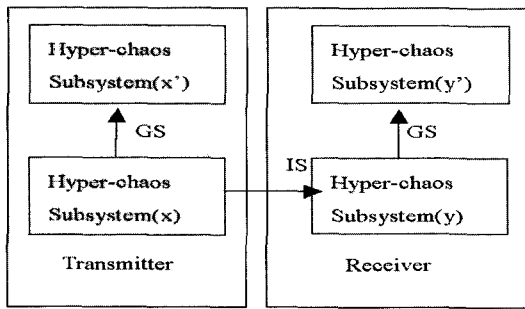 Hyper-chaos
Subsystem(x')
GS
Hyper-chaos
Subsystem(x)
Transmitter
Hyper-chaos
Subsystem(y')
GS
IS
Hyper-chaos
Subsystem(y)
Receiver